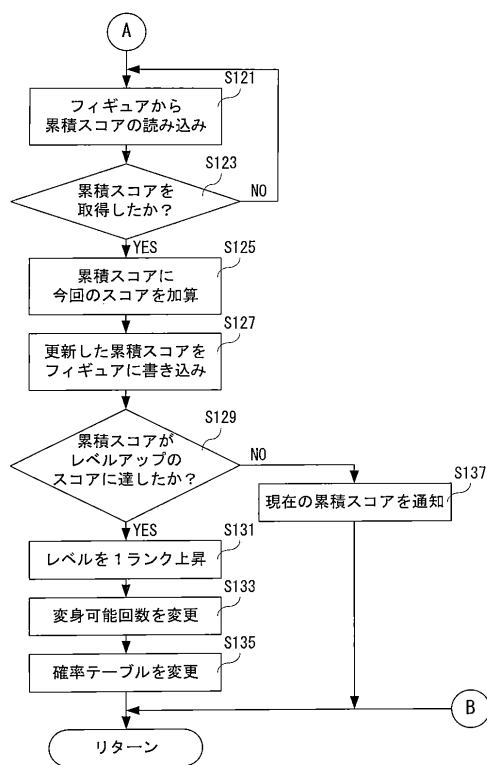 A
S121
フィギュアから
累積スコアの読み込み
S123
累積スコアを
取得したか？
NO
YES
S125
累積スコアに
今回のスコアを加算
S127
更新した累積スコアを
フィギュアに書き込み
S129
累積スコアが
レベルアップの
スコアに達したか？
NO
YES
S137
現在の累積スコアを通知
S131
レベルを１ランク上昇
S133
変身可能回数を変更
S135
確率テーブルを変更
B
リターン